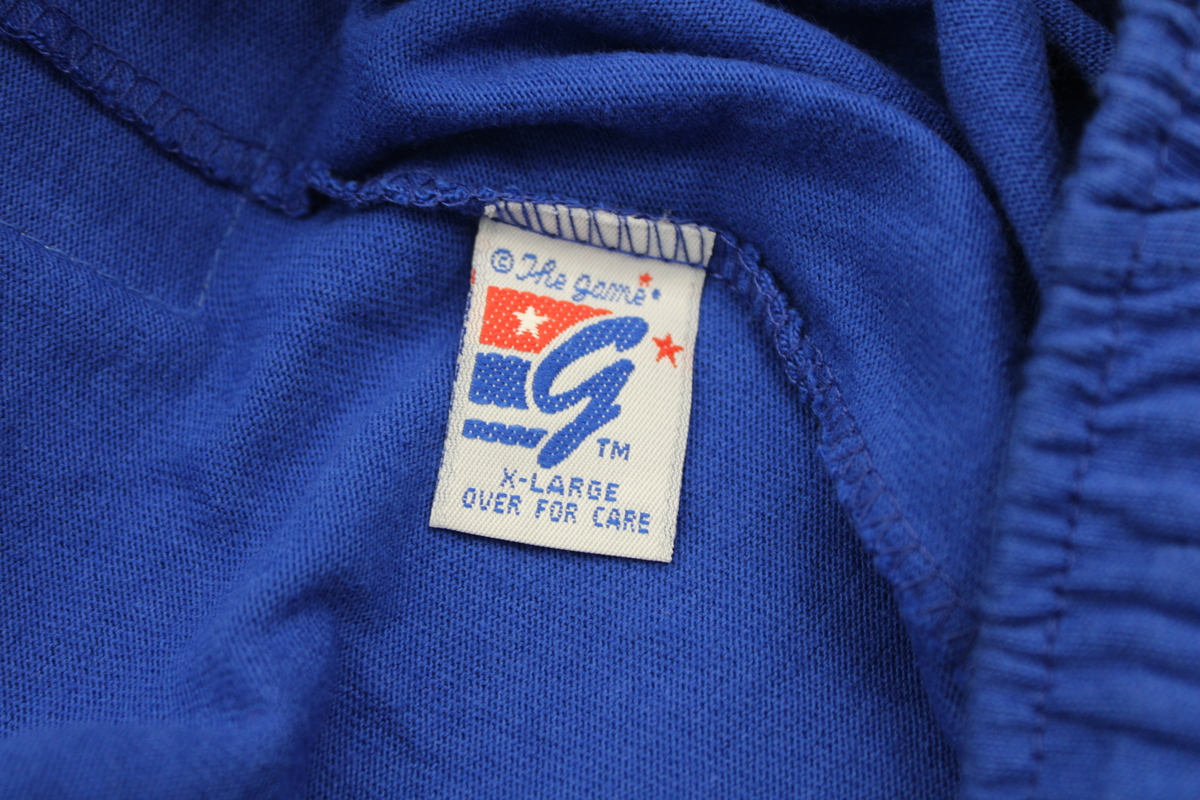 © The game
G TM
X-LARGE
OVER FOR CARE